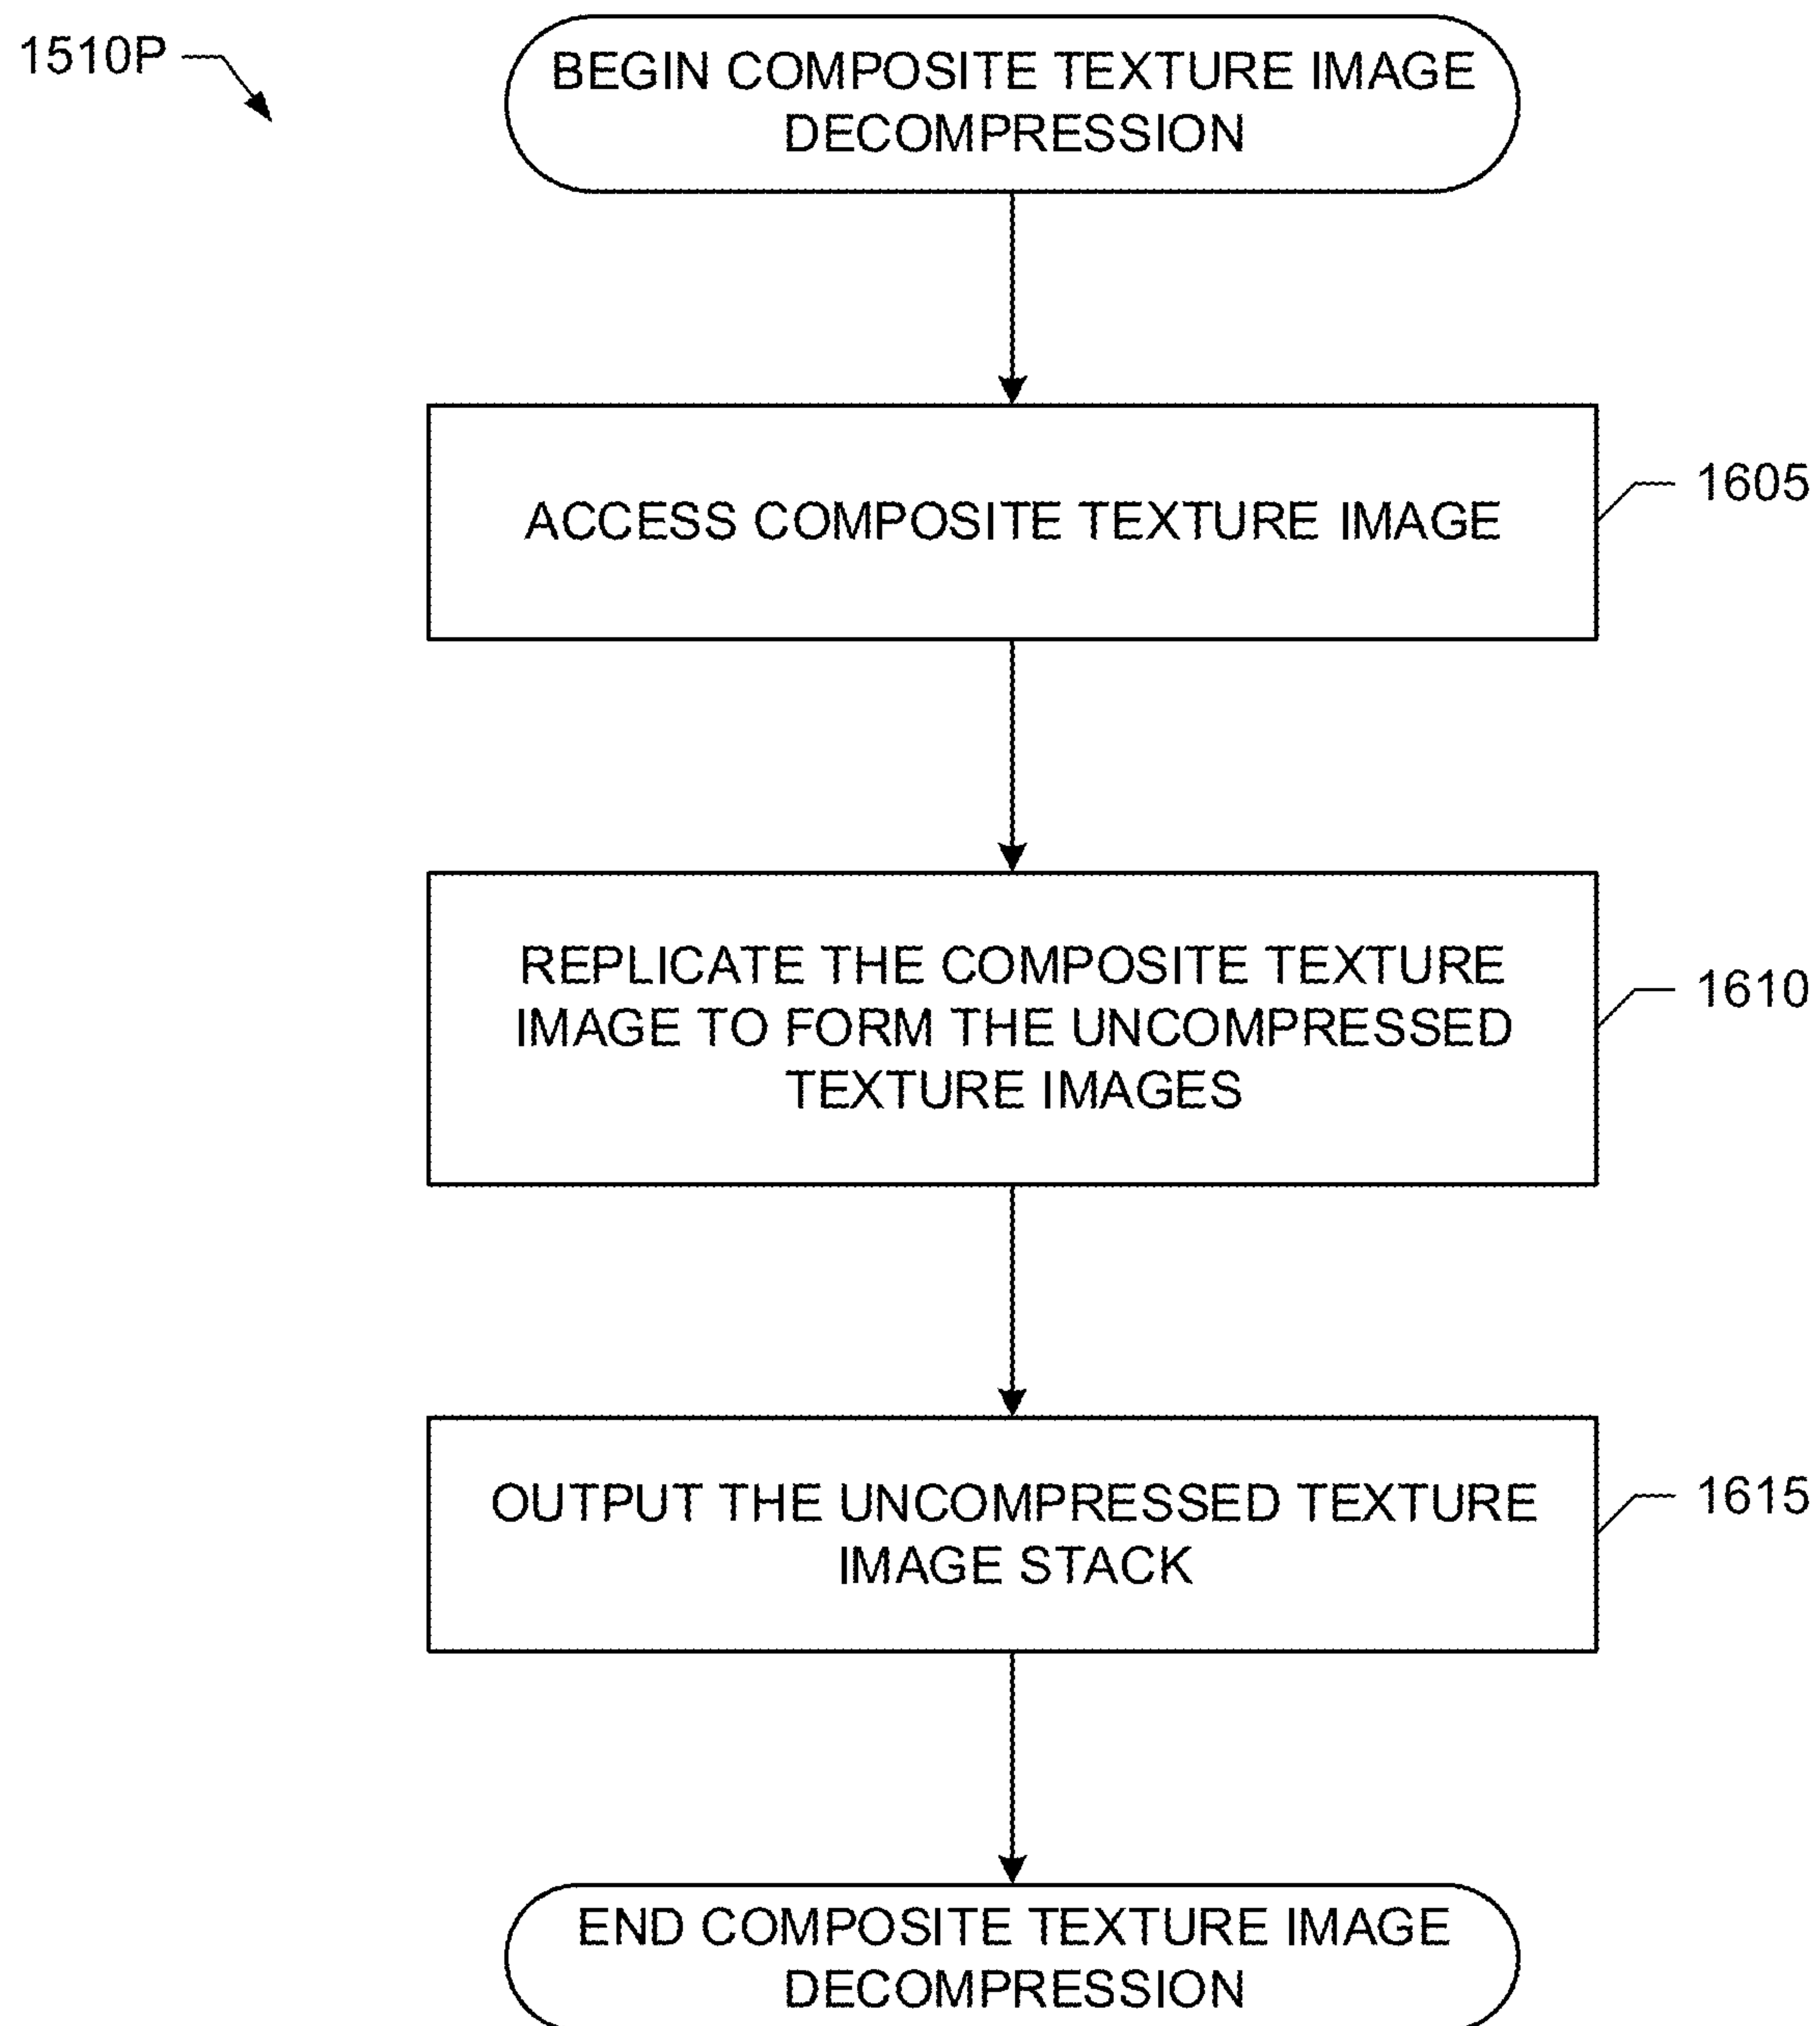 1510P
BEGIN COMPOSITE TEXTURE IMAGE
DECOMPRESSION
ACCESS COMPOSITE TEXTURE IMAGE
1605
REPLICATE THE COMPOSITE TEXTURE
IMAGE TO FORM THE UNCOMPRESSED
TEXTURE IMAGES
1610
OUTPUT THE UNCOMPRESSED TEXTURE
IMAGE STACK
1615
END COMPOSITE TEXTURE IMAGE
DECOMPRESSION